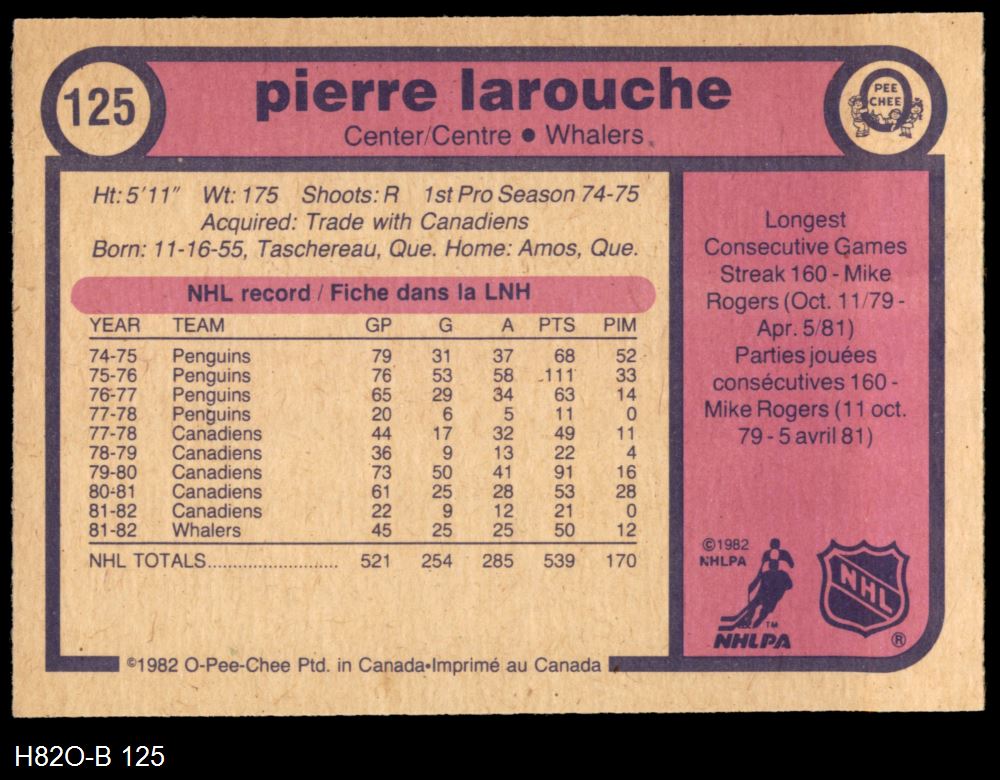 125
pierre larouche
Center/Centre • Whalers
O
PEE
CHEE
Ht: 5'11" Wt: 175 Shoots: R 1st Pro Season 74-75
Acquired: Trade with Canadiens
Born: 11-16-55, Taschereau, Que. Home: Amos, Que.
NHL record / Fiche dans la LNH
YEAR TEAM GP G A PTS PIM
74-75 Penguins 79 31 37 68 52
75-76 Penguins 76 53 58 111 33
76-77 Penguins 65 29 34 63 14
77-78 Penguins 20 6 5 11 0
77-78 Canadiens 44 17 32 49 11
78-79 Canadiens 36 9 13 22 4
79-80 Canadiens 73 50 41 91 16
80-81 Canadiens 61 25 28 53 28
81-82 Canadiens 22 9 12 21 0
81-82 Whalers 45 25 25 50 12
NHL TOTALS...................... 521 254 285 539 170
Longest
Consecutive Games
Streak 160 - Mike
Rogers (Oct. 11/79 -
Apr. 5/81)
Parties jouées
consécutives 160 -
Mike Rogers (11 oct.
79 - 5 avril 81)
©1982
NHLPA
TM
NHLPA
NHL
®
©1982 O-Pee-Chee Ptd. in Canada•Imprimé au Canada
H82O-B 125